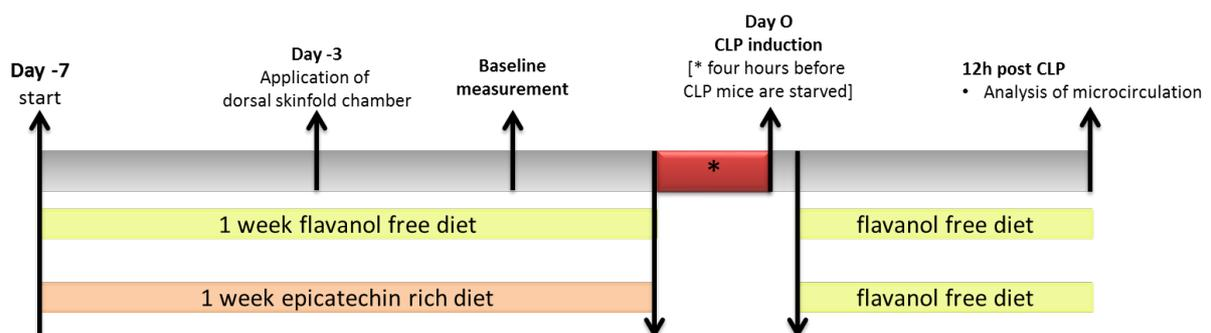 Day -7
start
Day -3
Application of
dorsal skinfold chamber
Baseline
measurement
Day O
CLP induction
[* four hours before
CLP mice are starved]
12h post CLP
• Analysis of microcirculation
*
1 week flavanol free diet
flavanol free diet
1 week epicatechin rich diet
flavanol free diet